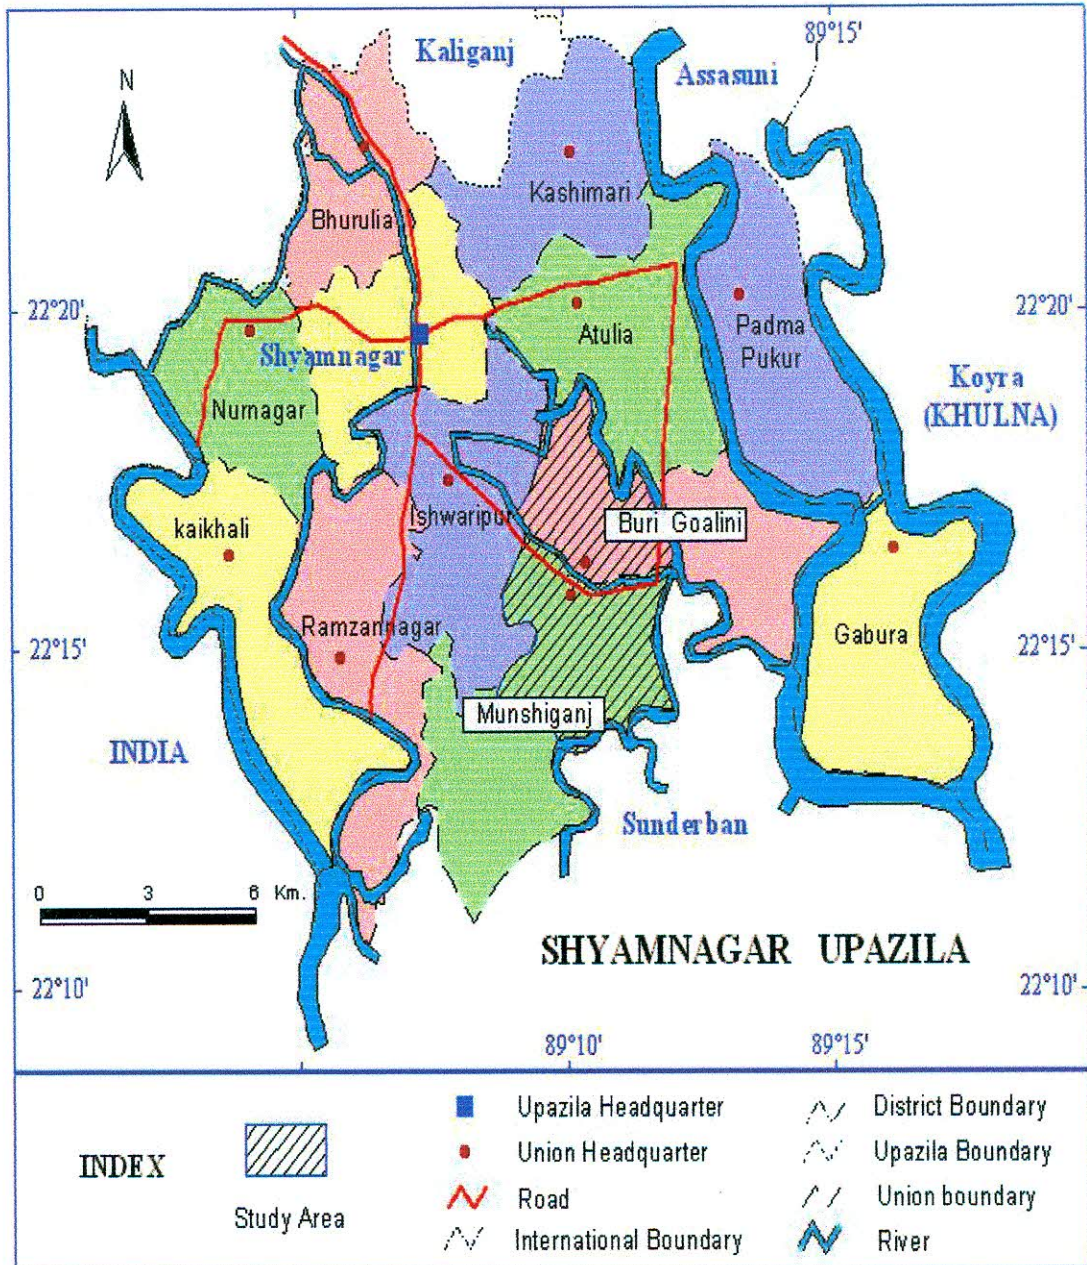 89°15'
Kaliganj
Assasuni
N
Kashimari
Bhurulia
22°20'
22°20'
Atulia
Padma
Pukur
Shyamnagar
Koyra
(KHULNA)
Nurnagar
Ishwaripur
Buri Goalini
kaikhali
Ramzannagar
Gabura
22°15'
22°15'
Munshiganj
INDIA
Sunderban
0 3 6 Km.
SHYAMNAGAR UPAZILA
22°10'
22°10'
89°10'
89°15'
INDEX
Study Area
Upazila Headquarter
Union Headquarter
Road
International Boundary
District Boundary
Upazila Boundary
Union boundary
River